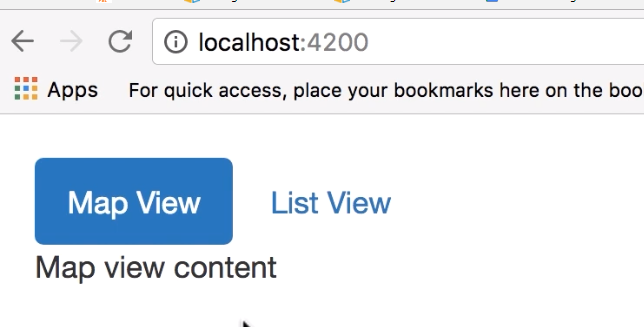 localhost:4200
Apps For quick access, place your bookmarks here on the boo
Map View List View
Map view content